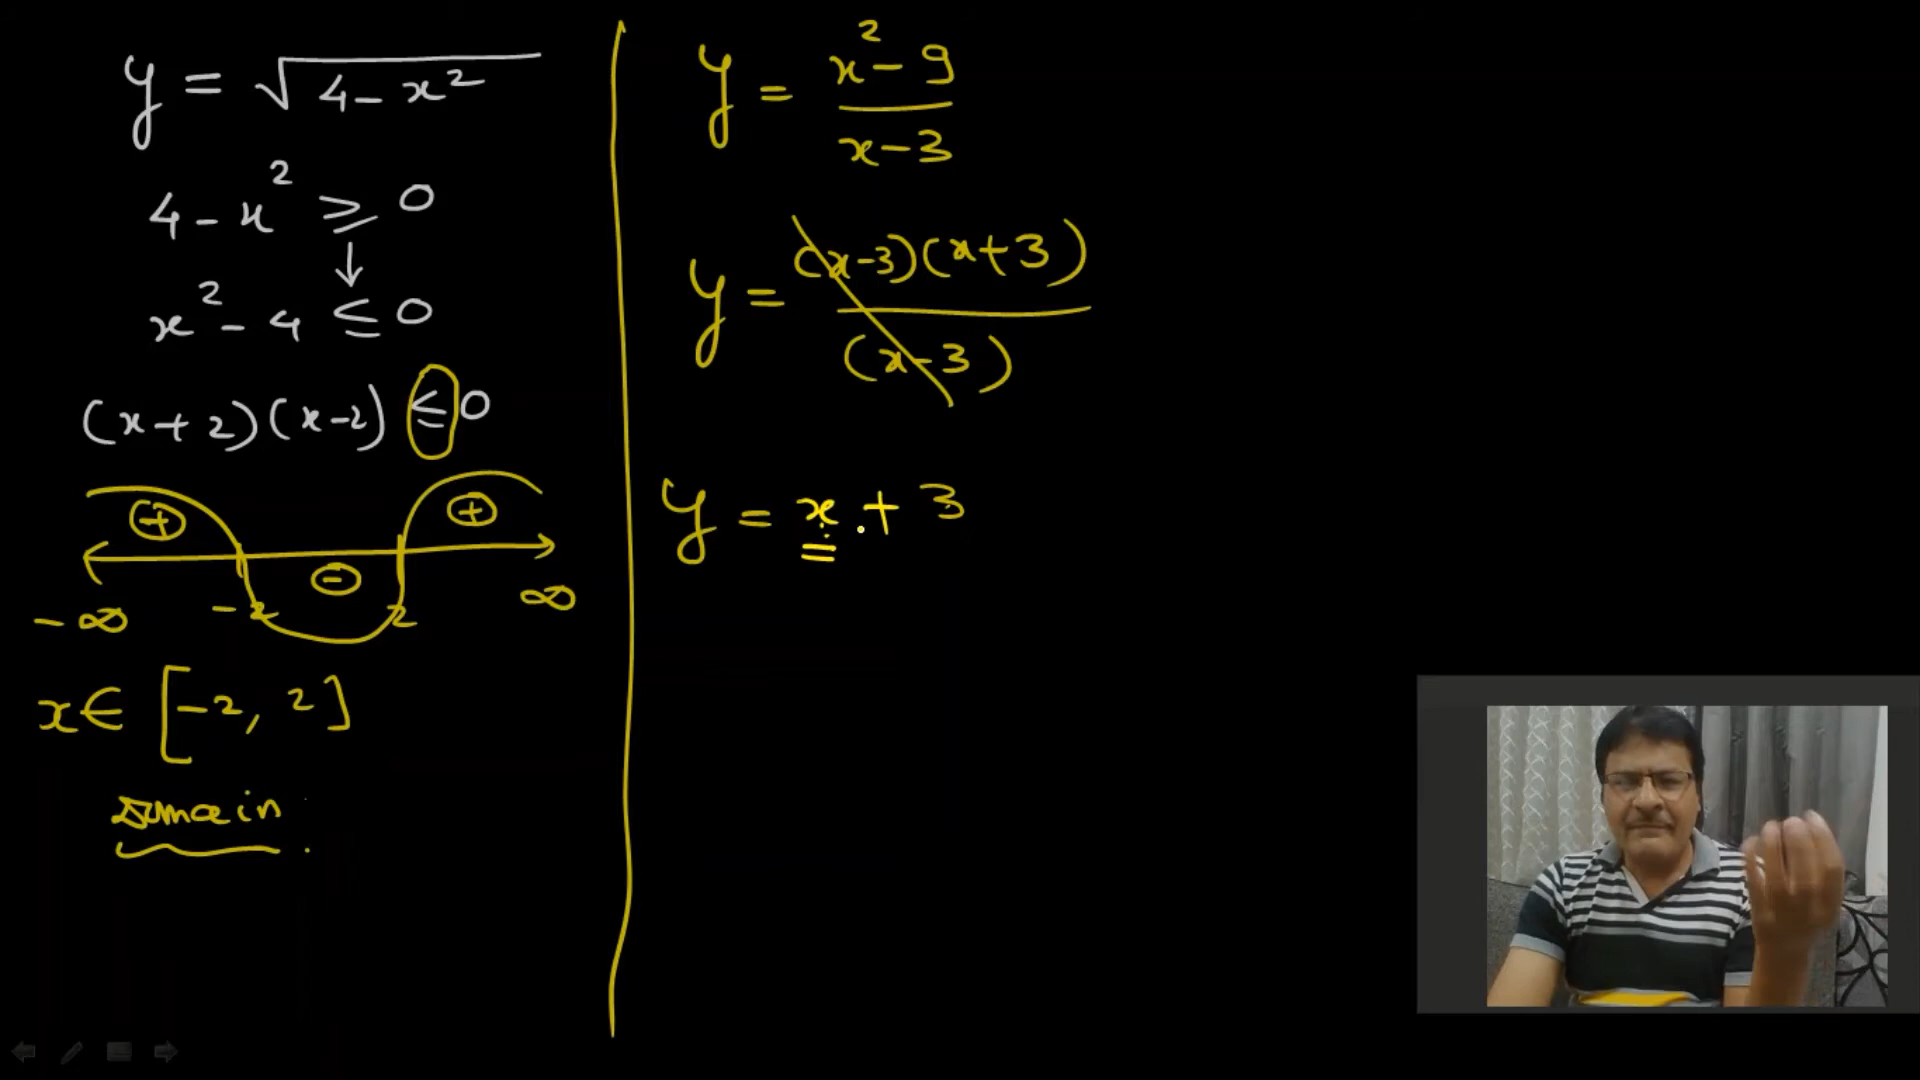 y = √(4 - x²)
4 - x² ≥ 0
↓
x² - 4 ≤ 0
(x + 2)(x - 2) ≤ 0
+ - +
-∞ -2 2 ∞
x ∈ [-2, 2]
Domain.
y = (x² - 9)/(x - 3)
y = (x - 3)(x + 3)/(x - 3)
y = x + 3